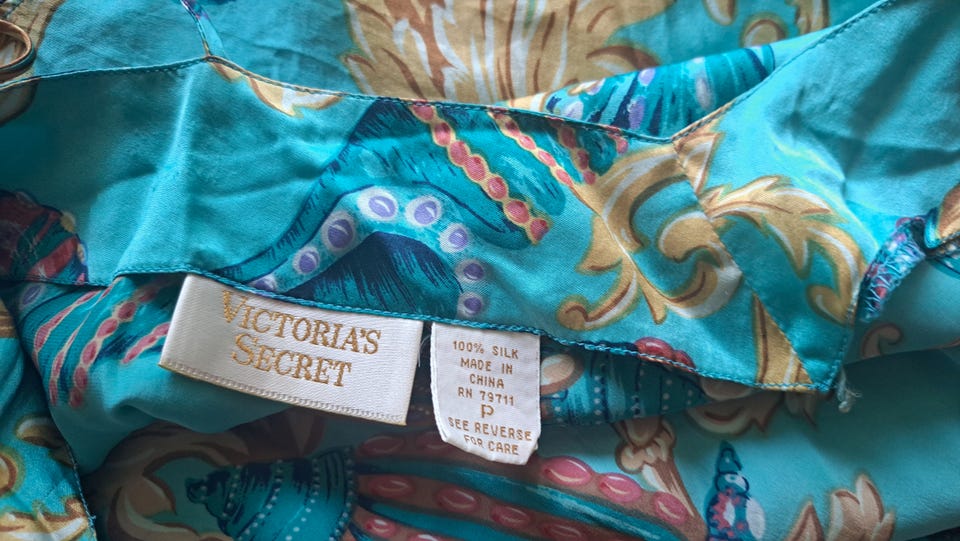 VICTORIA'S
SECRET
100% SILK
MADE IN
CHINA
RN 79711
P
SEE REVERSE
FOR CARE